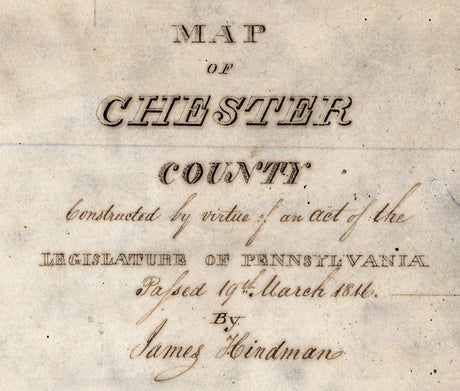 MAP
OF
CHESTER
COUNTY
Constructed by virtue of an act of the
LEGISLATURE OF PENNSYLVANIA
Passed 19th March 1816.
By
James Hindman